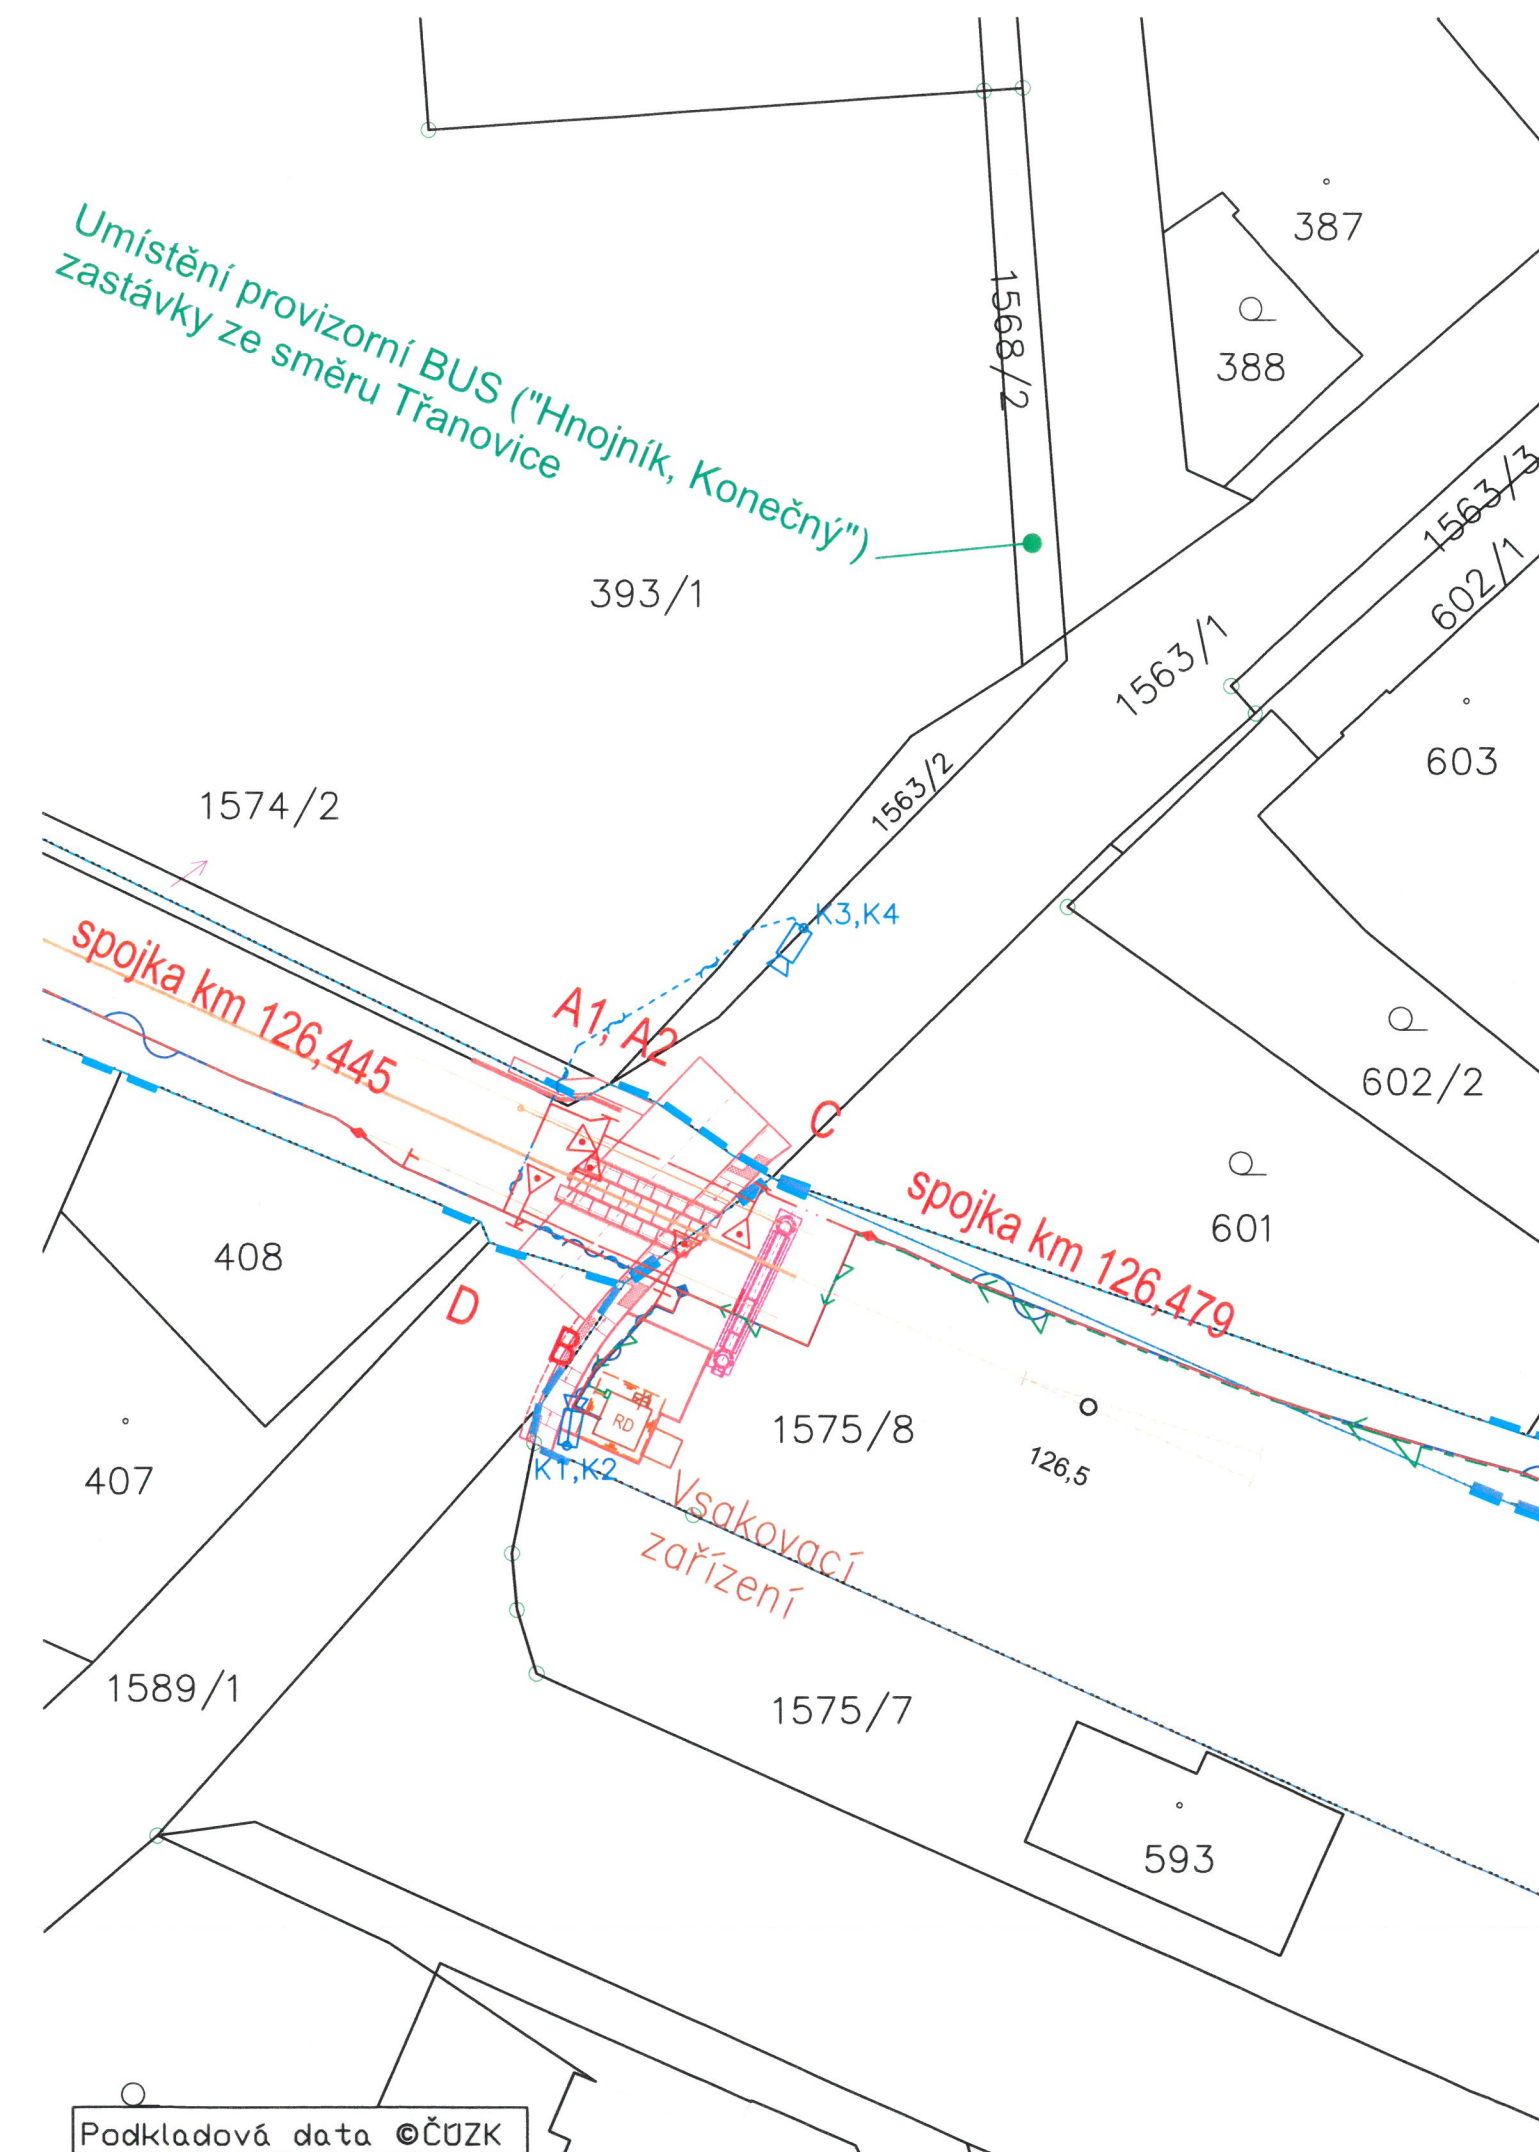 387
388
1568/2
Umístění provizorní BUS ("Hnojník, Konečný")
zastávky ze směru Třanovice
1563/3
602/1
393/1
1563/1
603
1574/2
1563/2
K3,K4
spojka km 126,445
A1, A2
602/2
C
spojka km 126,479
601
408
D
B
RD
1575/8
126,5
407
K1,K2
Vsakovací
zařízení
1589/1
1575/7
593
Podkladová data ©ČÚZK